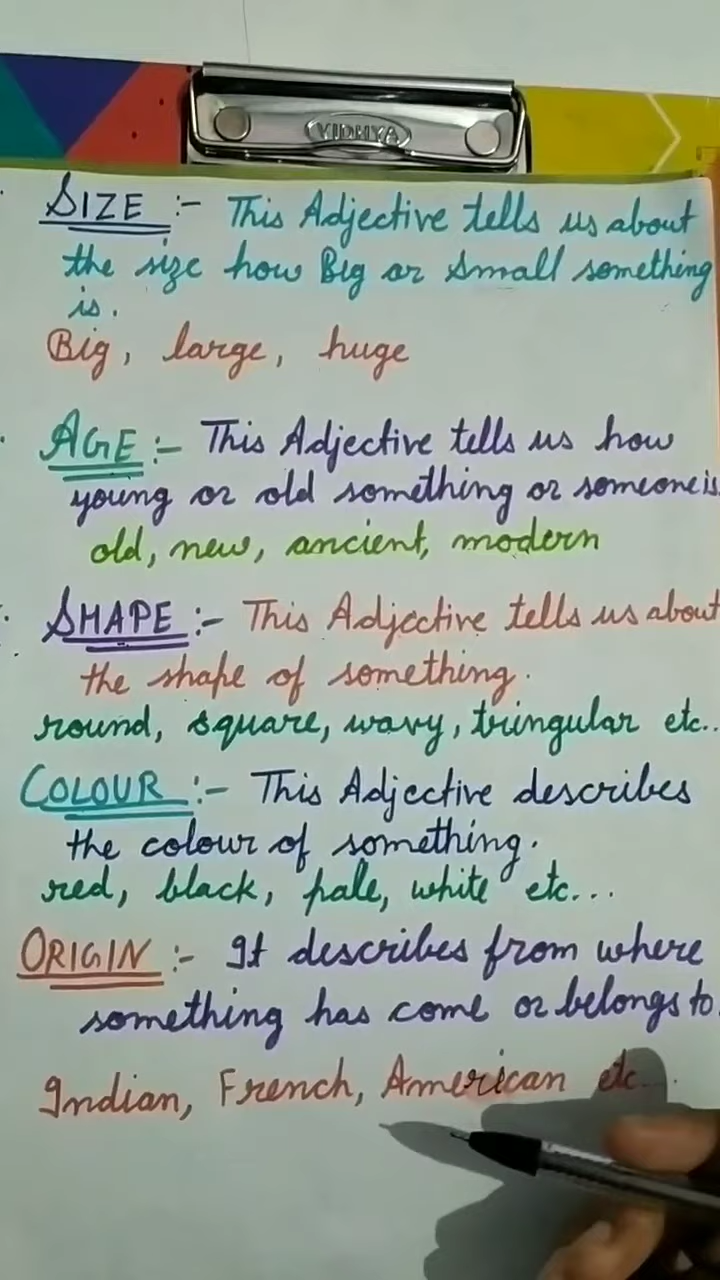 VIDHYA
SIZE :- This Adjective tells us about
the size how Big or Small something
is.
Big, large, huge
AGE :- This Adjective tells us how
young or old something or someone is.
old, new, ancient, modern
SHAPE :- This Adjective tells us about
the shape of something.
round, square, wavy, tringular etc..
COLOUR :- This Adjective describes
the colour of something.
red, black, pale, white etc...
ORIGIN :- It describes from where
something has come or belongs to.
Indian, French, American etc...